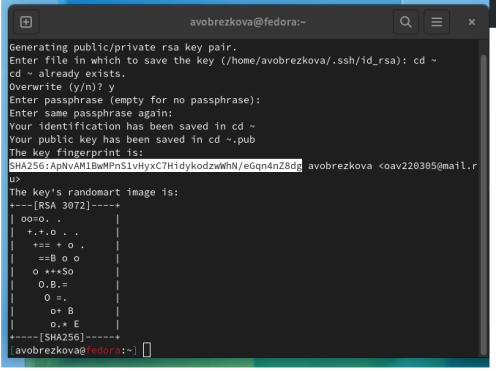 avobrezkova@fedora:~
Generating public/private rsa key pair.
Enter file in which to save the key (/home/avobrezkova/.ssh/id_rsa): cd ~
cd ~ already exists.
Overwrite (y/n)? y
Enter passphrase (empty for no passphrase):
Enter same passphrase again:
Your identification has been saved in cd ~
Your public key has been saved in cd ~.pub
The key fingerprint is:
SHA256:ApNvAM1BwMPnS1vHyxC7HidykodzwWhN/eGqn4nZ8dg avobrezkova <oav220305@mail.r
u>
The key's randomart image is:
+---[RSA 3072]----+
| oo=o. .         |
|  +.+.o . .      |
|   +== + o .     |
|    ==B o o      |
|   o *+*So       |
|    O.B.=        |
|     O =.        |
|      o+ B       |
|      o.* E      |
+----[SHA256]-----+
[avobrezkova@fedora:~]